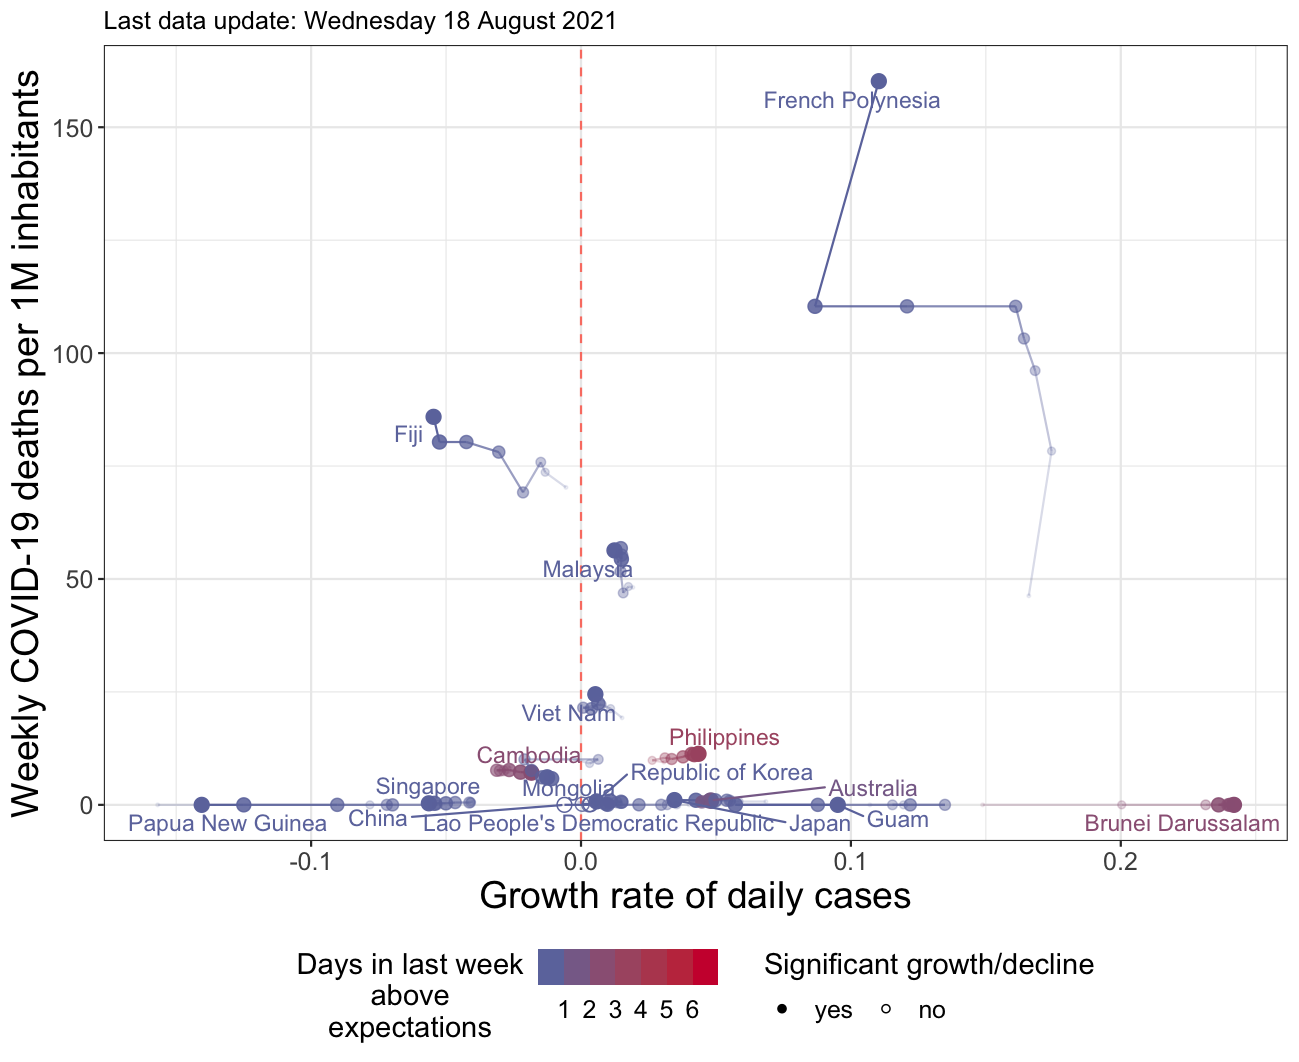 Last data update: Wednesday 18 August 2021
Weekly COVID-19 deaths per 1M inhabitants
150
100
50
0
French Polynesia
Fiji
Malaysia
Viet Nam
Philippines
Cambodia
Republic of Korea
Singapore
Mongolia
Australia
Papua New Guinea
China
Lao People's Democratic Republic
Japan
Guam
Brunei Darussalam
-0.1
0.0
0.1
0.2
Growth rate of daily cases
Days in last week
above
expectations
1 2 3 4 5 6
Significant growth/decline
yes
no